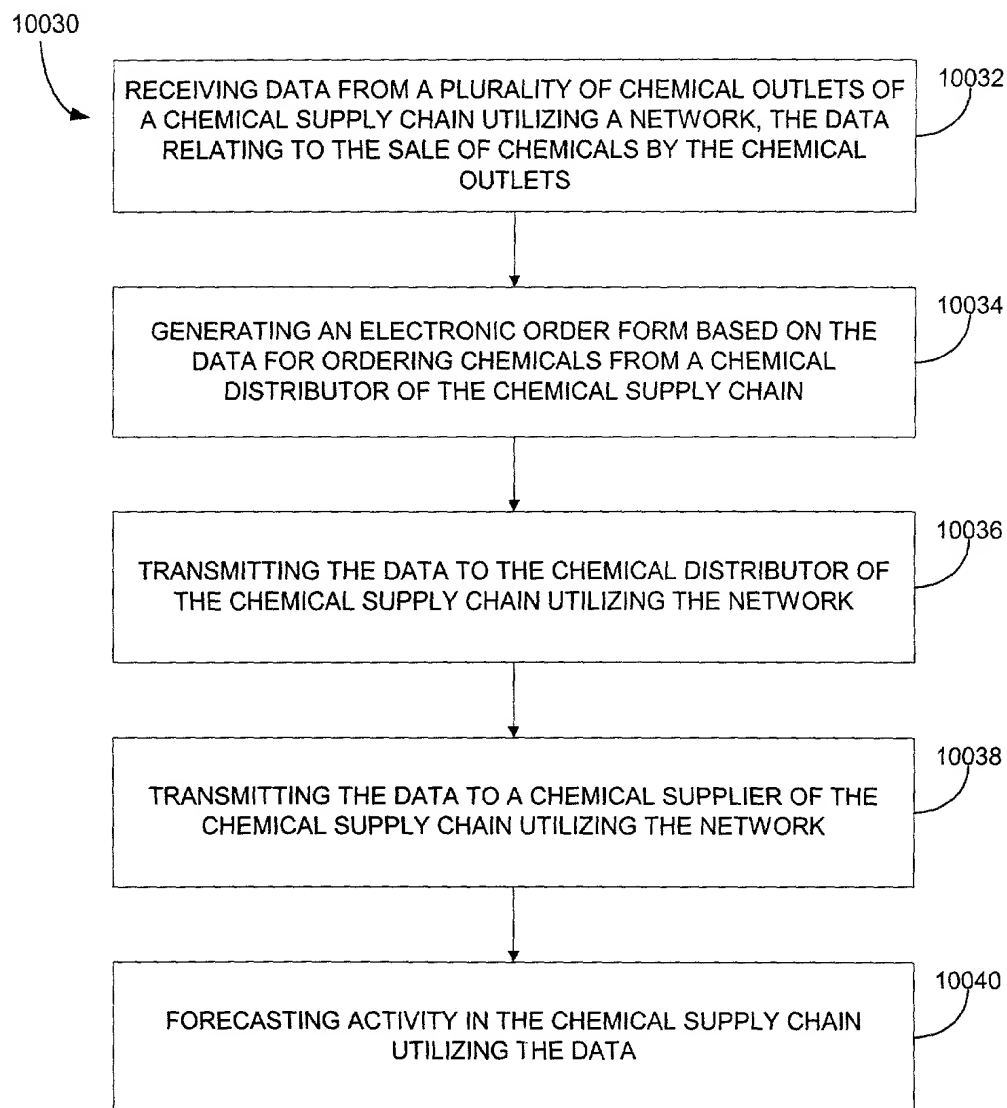 10030
RECEIVING DATA FROM A PLURALITY OF CHEMICAL OUTLETS OF
A CHEMICAL SUPPLY CHAIN UTILIZING A NETWORK, THE DATA
RELATING TO THE SALE OF CHEMICALS BY THE CHEMICAL
OUTLETS
10032
GENERATING AN ELECTRONIC ORDER FORM BASED ON THE
DATA FOR ORDERING CHEMICALS FROM A CHEMICAL
DISTRIBUTOR OF THE CHEMICAL SUPPLY CHAIN
10034
TRANSMITTING THE DATA TO THE CHEMICAL DISTRIBUTOR OF
THE CHEMICAL SUPPLY CHAIN UTILIZING THE NETWORK
10036
TRANSMITTING THE DATA TO A CHEMICAL SUPPLIER OF THE
CHEMICAL SUPPLY CHAIN UTILIZING THE NETWORK
10038
FORECASTING ACTIVITY IN THE CHEMICAL SUPPLY CHAIN
UTILIZING THE DATA
10040